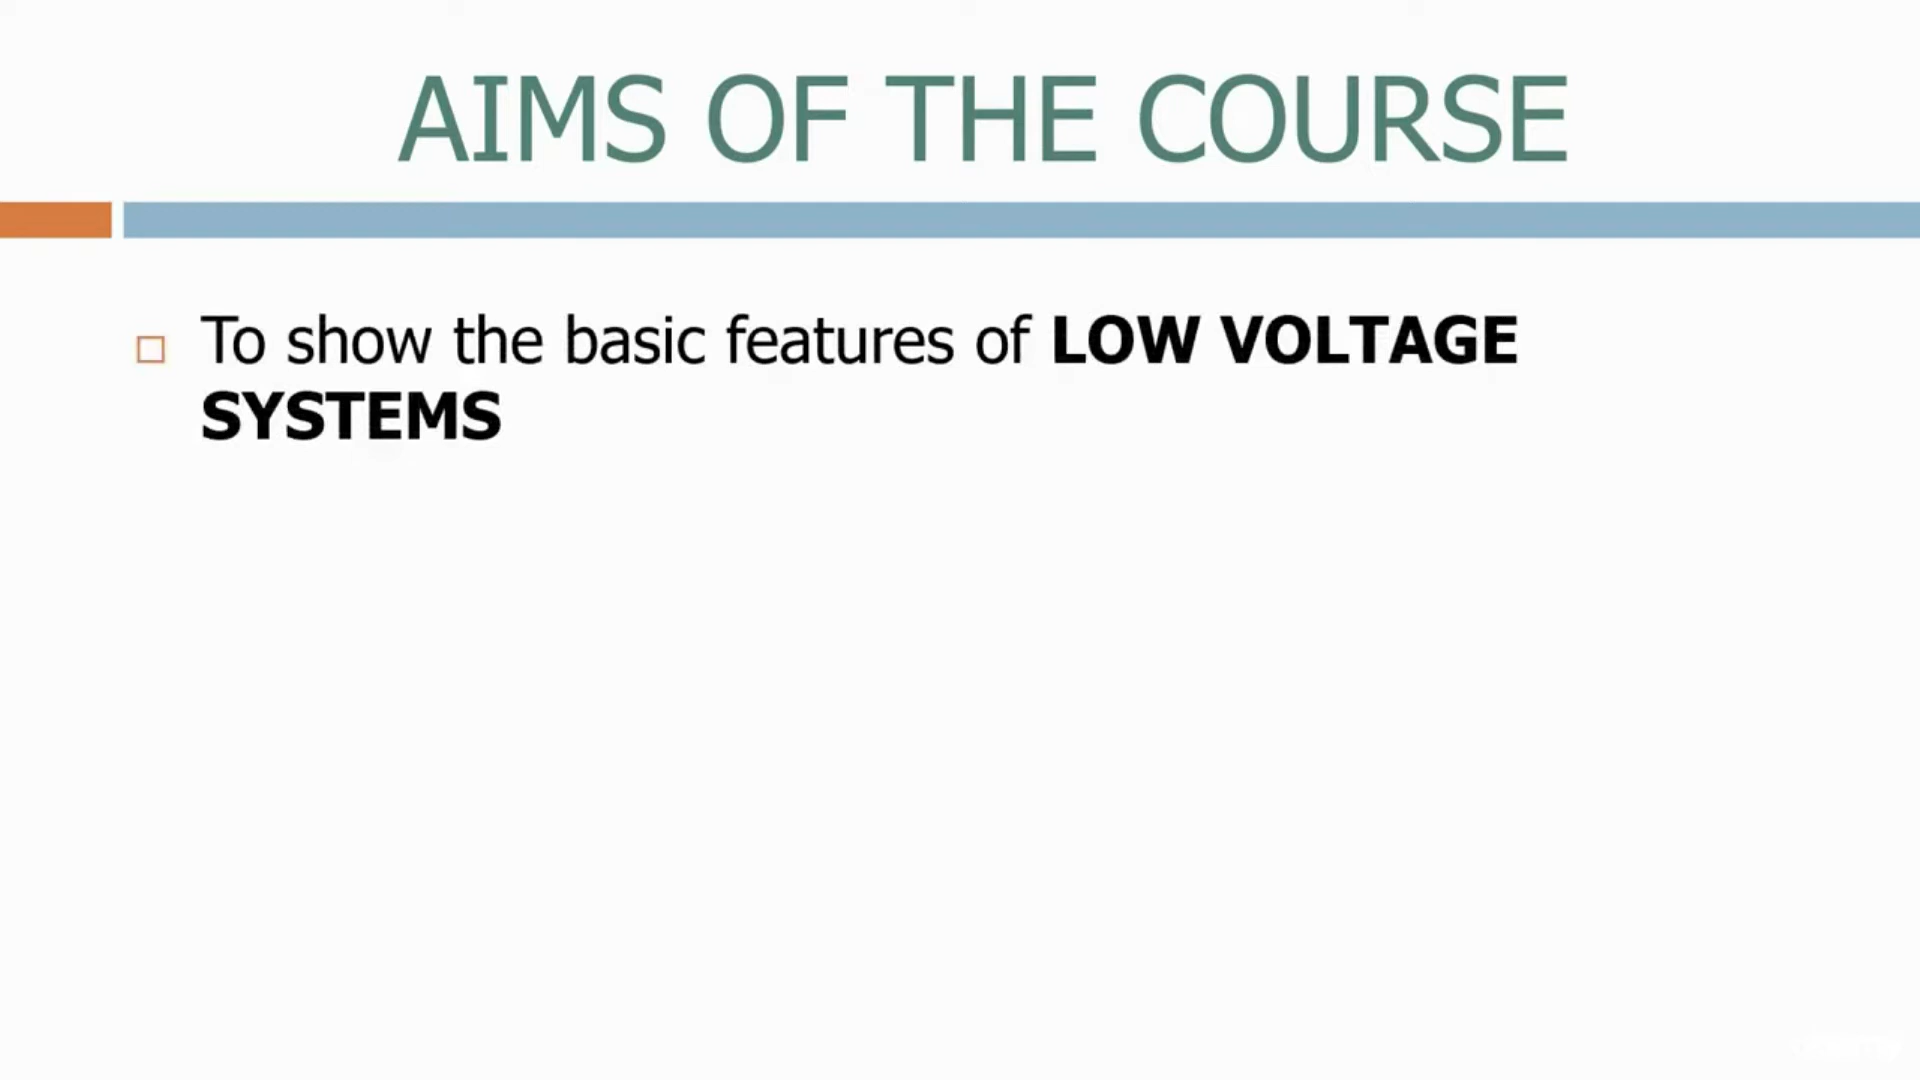 AIMS OF THE COURSE
To show the basic features of LOW VOLTAGE
SYSTEMS